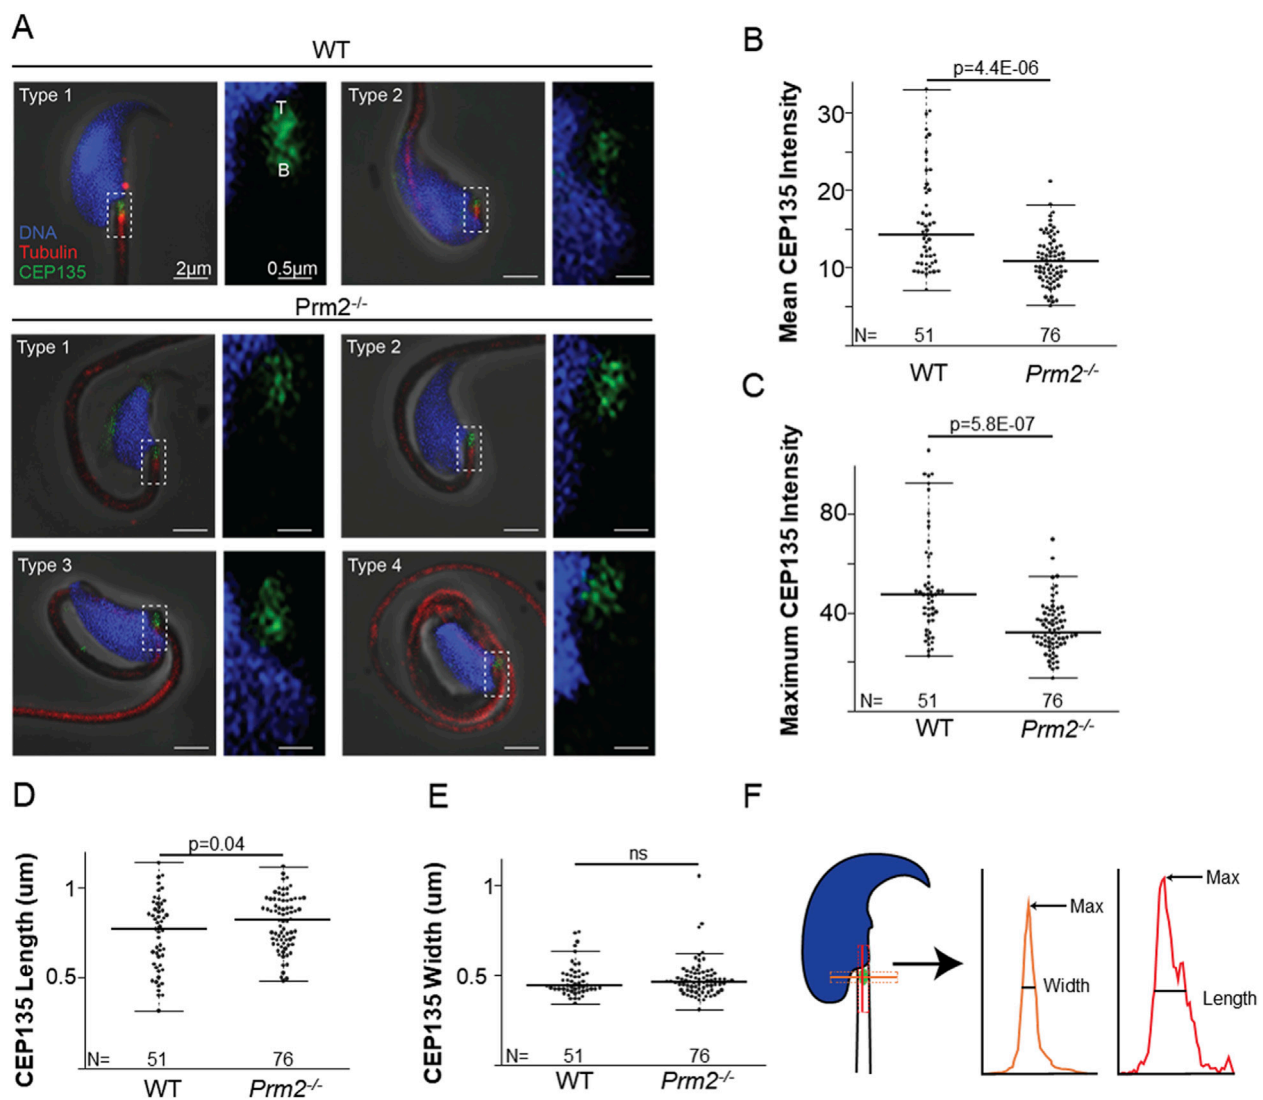 A
WT
Type 1
T
B
DNA
Tubulin
CEP135
2µm
0.5µm
Type 2
Prm2-/-
Type 1
Type 2
Type 3
Type 4
B
p=4.4E-06
Mean CEP135 Intensity
30
20
10
N= 51 76
WT Prm2-/-
C
p=5.8E-07
Maximum CEP135 Intensity
80
40
N= 51 76
WT Prm2-/-
D
p=0.04
CEP135 Length (um)
1
0.5
N= 51 76
WT Prm2-/-
E
ns
CEP135 Width (um)
1
0.5
N= 51 76
WT Prm2-/-
F
Max
Width
Max
Length